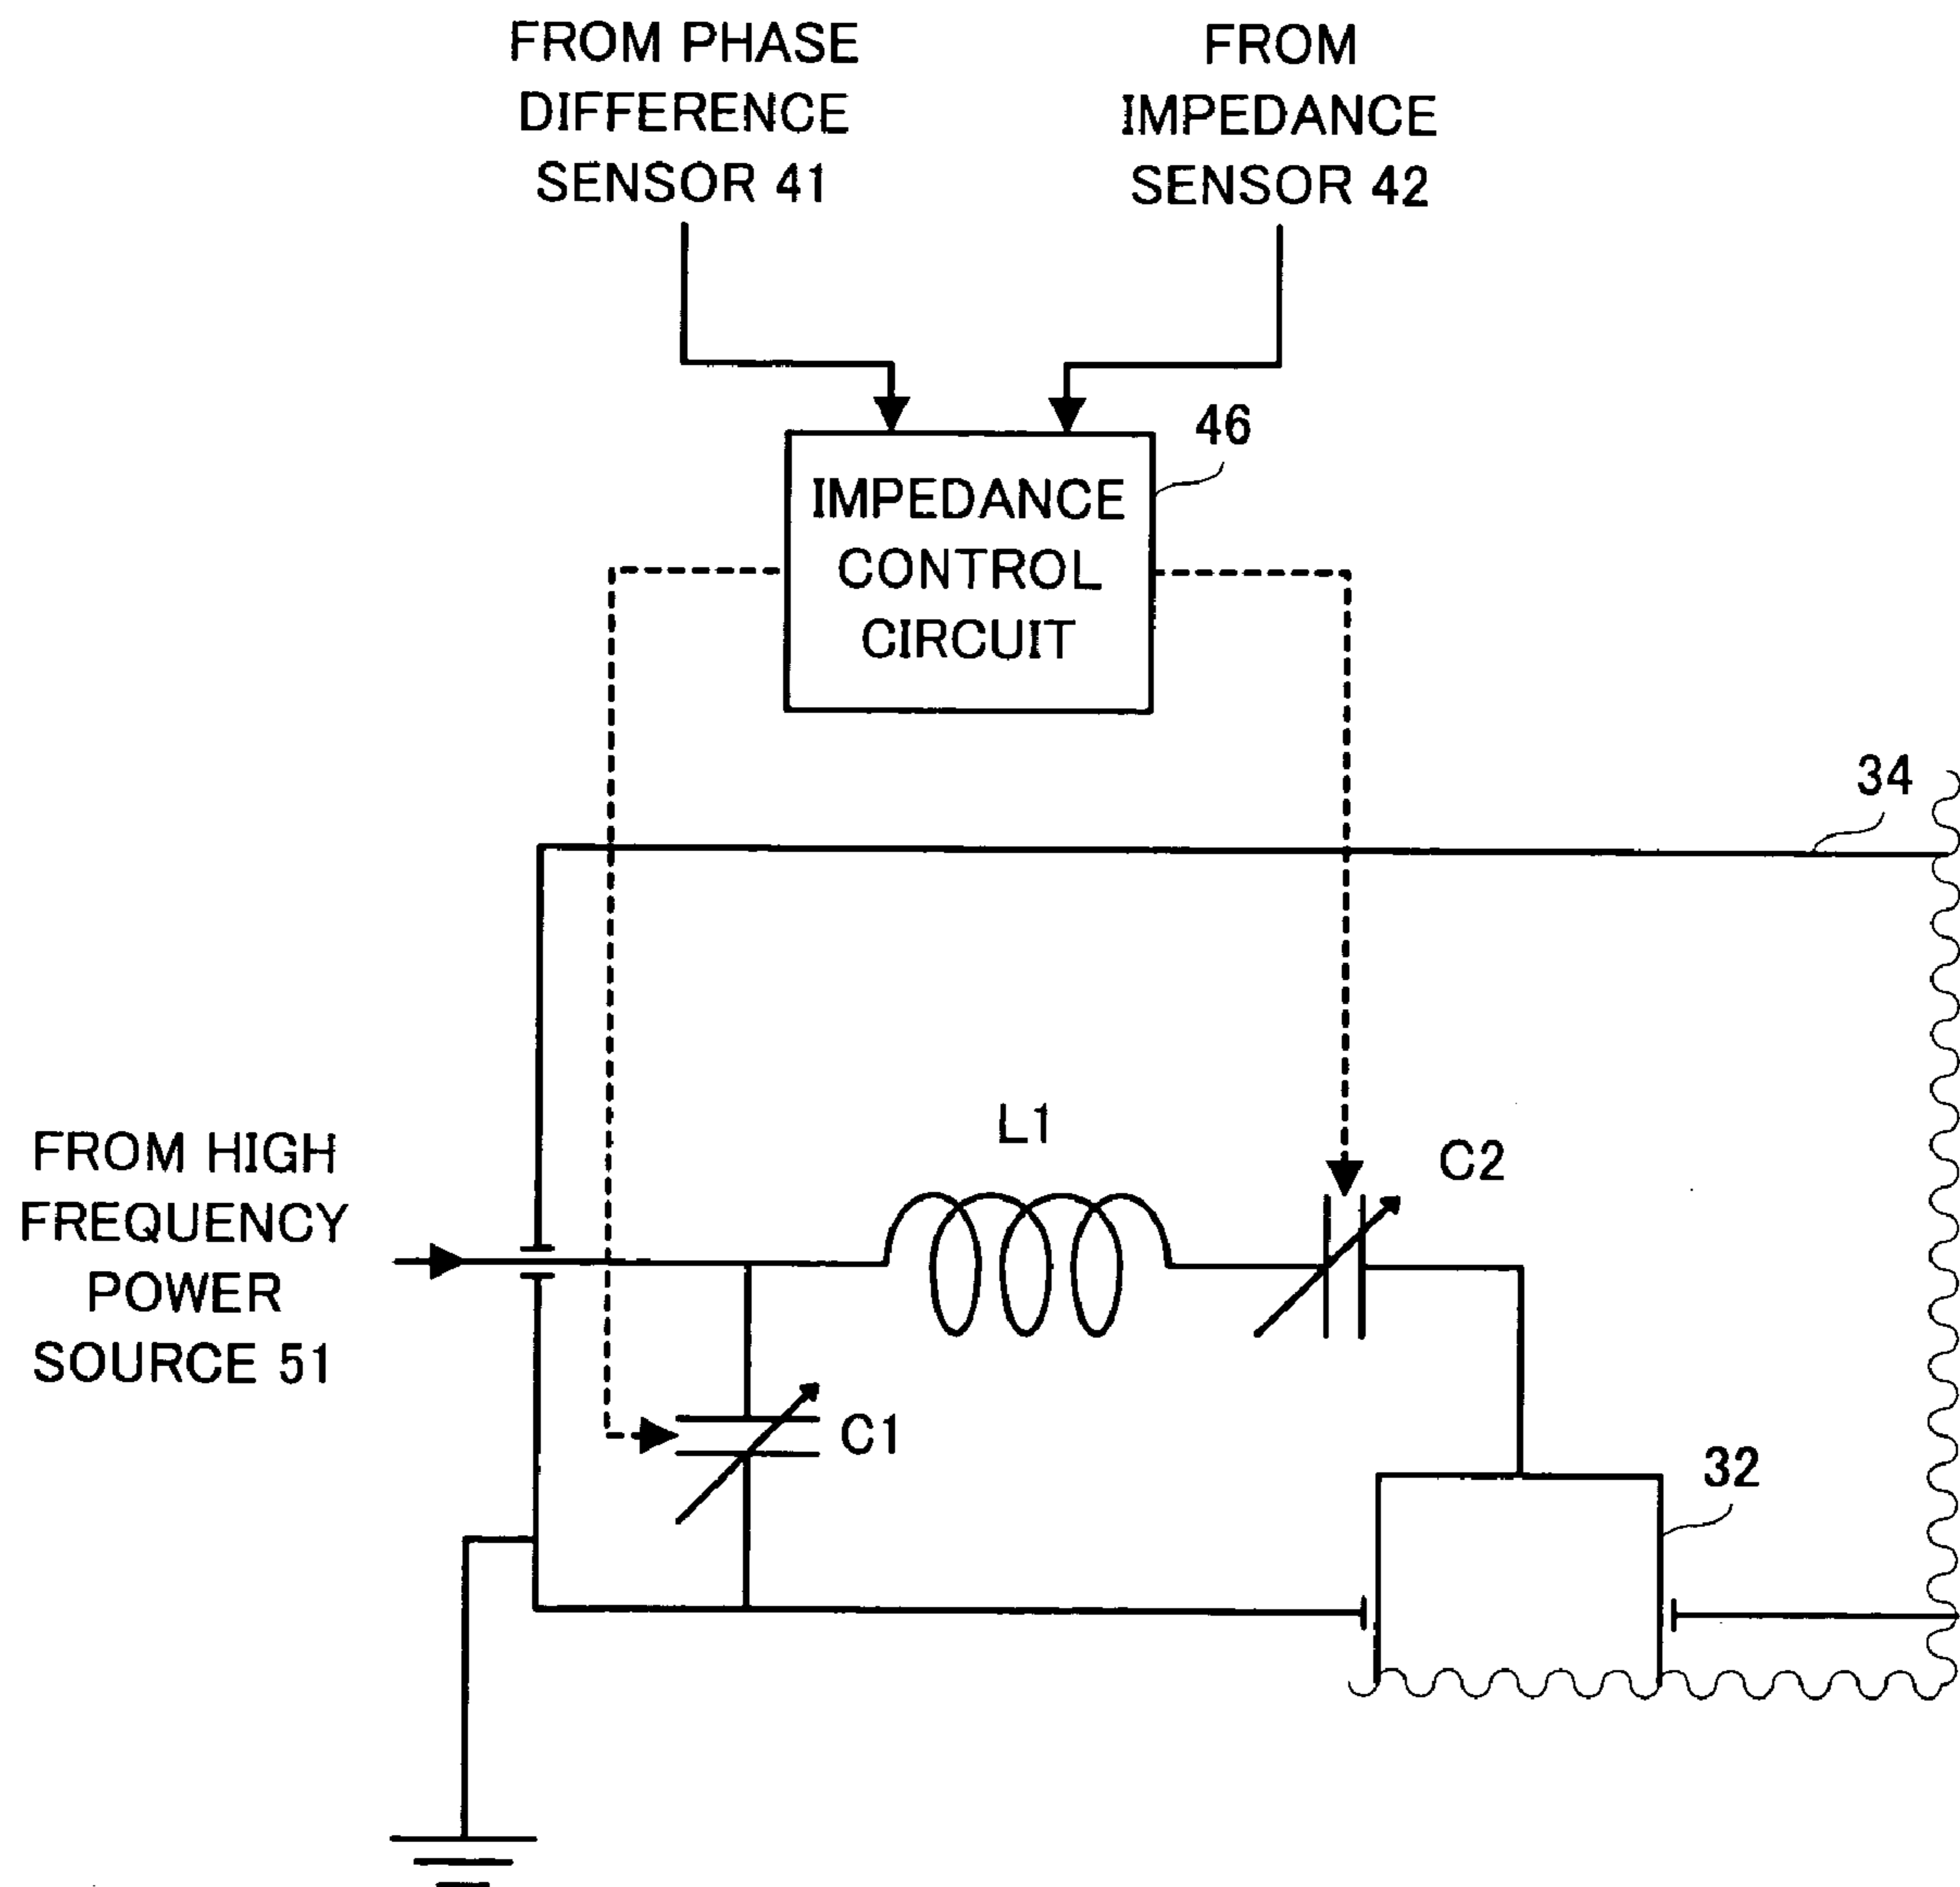 FROM PHASE
DIFFERENCE
SENSOR 41
FROM
IMPEDANCE
SENSOR 42
46
IMPEDANCE
CONTROL
CIRCUIT
34
L1
C2
FROM HIGH
FREQUENCY
POWER
SOURCE 51
C1
32